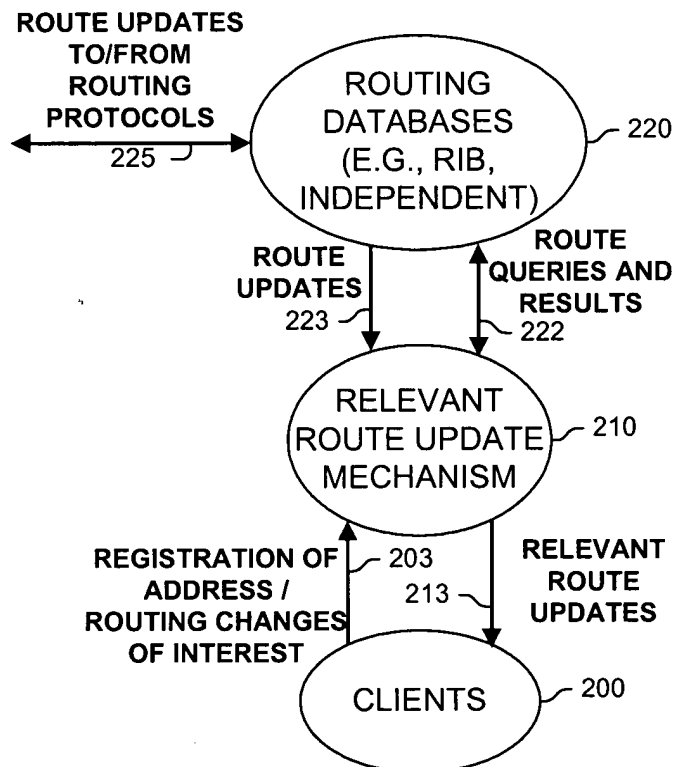 ROUTE UPDATES
TO/FROM
ROUTING
PROTOCOLS
225
ROUTING
DATABASES
(E.G., RIB,
INDEPENDENT)
220
ROUTE
UPDATES
223
ROUTE
QUERIES AND
RESULTS
222
RELEVANT
ROUTE UPDATE
MECHANISM
210
REGISTRATION OF
ADDRESS /
ROUTING CHANGES
OF INTEREST
203
213
RELEVANT
ROUTE
UPDATES
CLIENTS
200